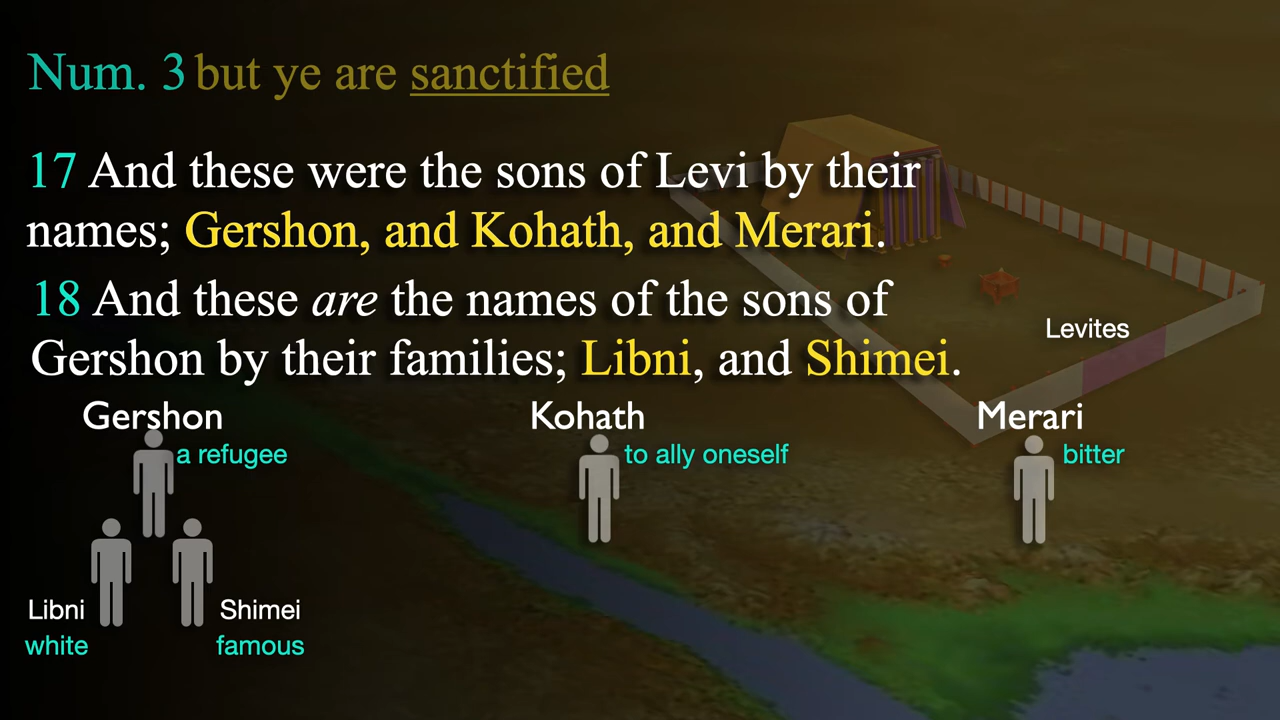 Num. 3 but ye are sanctified
17 And these were the sons of Levi by their
names; Gershon, and Kohath, and Merari.
18 And these are the names of the sons of
Gershon by their families; Libni, and Shimei.
Levites
Gershon
a refugee
Kohath
to ally oneself
Merari
bitter
Libni
white
Shimei
famous